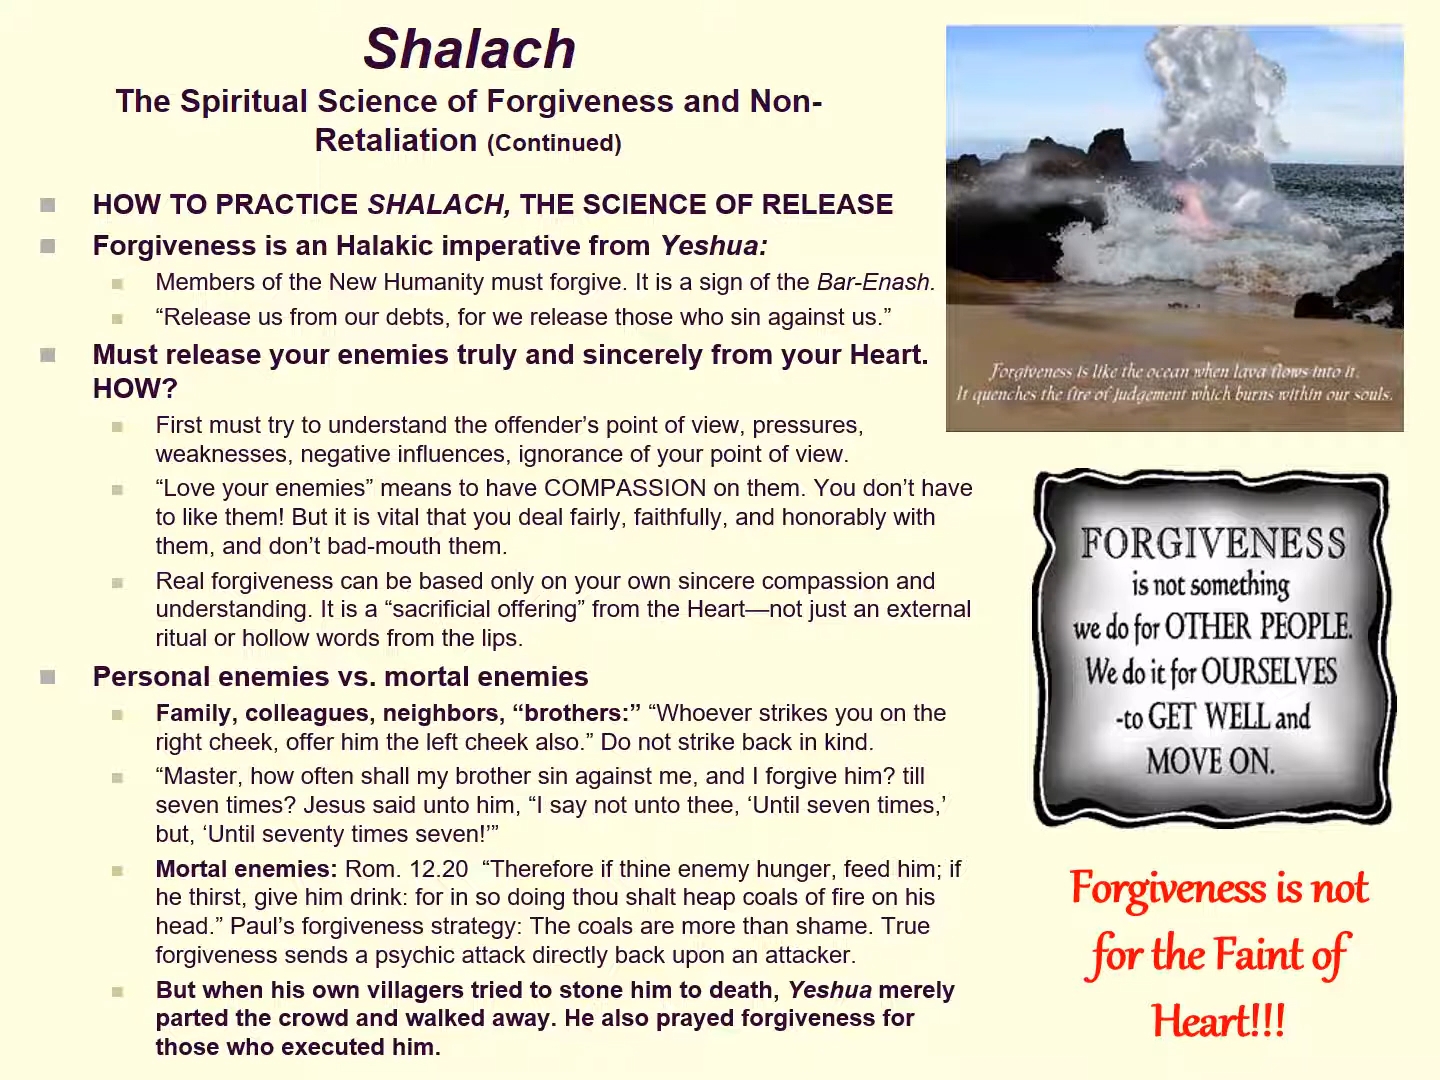 Shalach
The Spiritual Science of Forgiveness and Non-
Retaliation (Continued)
HOW TO PRACTICE SHALACH, THE SCIENCE OF RELEASE
Forgiveness is an Halakic imperative from Yeshua:
Members of the New Humanity must forgive. It is a sign of the Bar-Enash.
“Release us from our debts, for we release those who sin against us.”
Must release your enemies truly and sincerely from your Heart.
HOW?
First must try to understand the offender’s point of view, pressures,
weaknesses, negative influences, ignorance of your point of view.
“Love your enemies” means to have COMPASSION on them. You don’t have
to like them! But it is vital that you deal fairly, faithfully, and honorably with
them, and don’t bad-mouth them.
Real forgiveness can be based only on your own sincere compassion and
understanding. It is a “sacrificial offering” from the Heart—not just an external
ritual or hollow words from the lips.
Personal enemies vs. mortal enemies
Family, colleagues, neighbors, “brothers:” “Whoever strikes you on the
right cheek, offer him the left cheek also.” Do not strike back in kind.
“Master, how often shall my brother sin against me, and I forgive him? till
seven times? Jesus said unto him, “I say not unto thee, ‘Until seven times,’
but, ‘Until seventy times seven!’”
Mortal enemies: Rom. 12.20 “Therefore if thine enemy hunger, feed him; if
he thirst, give him drink: for in so doing thou shalt heap coals of fire on his
head.” Paul’s forgiveness strategy: The coals are more than shame. True
forgiveness sends a psychic attack directly back upon an attacker.
But when his own villagers tried to stone him to death, Yeshua merely
parted the crowd and walked away. He also prayed forgiveness for
those who executed him.
Forgiveness is like the ocean when lava flows into it.
It quenches the fire of judgement which burns within our souls.
FORGIVENESS
is not something
we do for OTHER PEOPLE.
We do it for OURSELVES
-to GET WELL and
MOVE ON.
Forgiveness is not
for the Faint of
Heart!!!